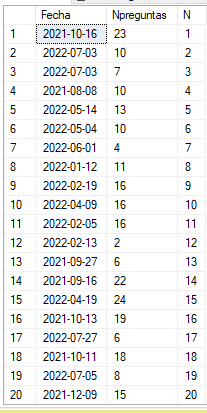 Fecha Npreguntas N
1 2021-10-16 23 1
2 2022-07-03 10 2
3 2022-07-03 7 3
4 2021-08-08 10 4
5 2022-05-14 13 5
6 2022-05-04 10 6
7 2022-06-01 4 7
8 2022-01-12 11 8
9 2022-02-19 16 9
10 2022-04-09 16 10
11 2022-02-05 16 11
12 2022-02-13 2 12
13 2021-09-27 6 13
14 2021-09-16 22 14
15 2022-04-19 24 15
16 2021-10-13 19 16
17 2022-07-27 6 17
18 2021-10-11 18 18
19 2022-07-05 8 19
20 2021-12-09 15 20